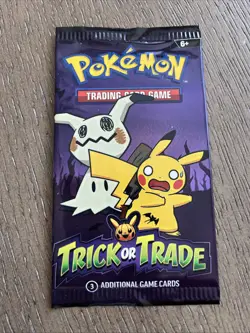 6+
POKéMON
TRADING CARD GAME
TRICK OR TRADE
3 ADDITIONAL GAME CARDS